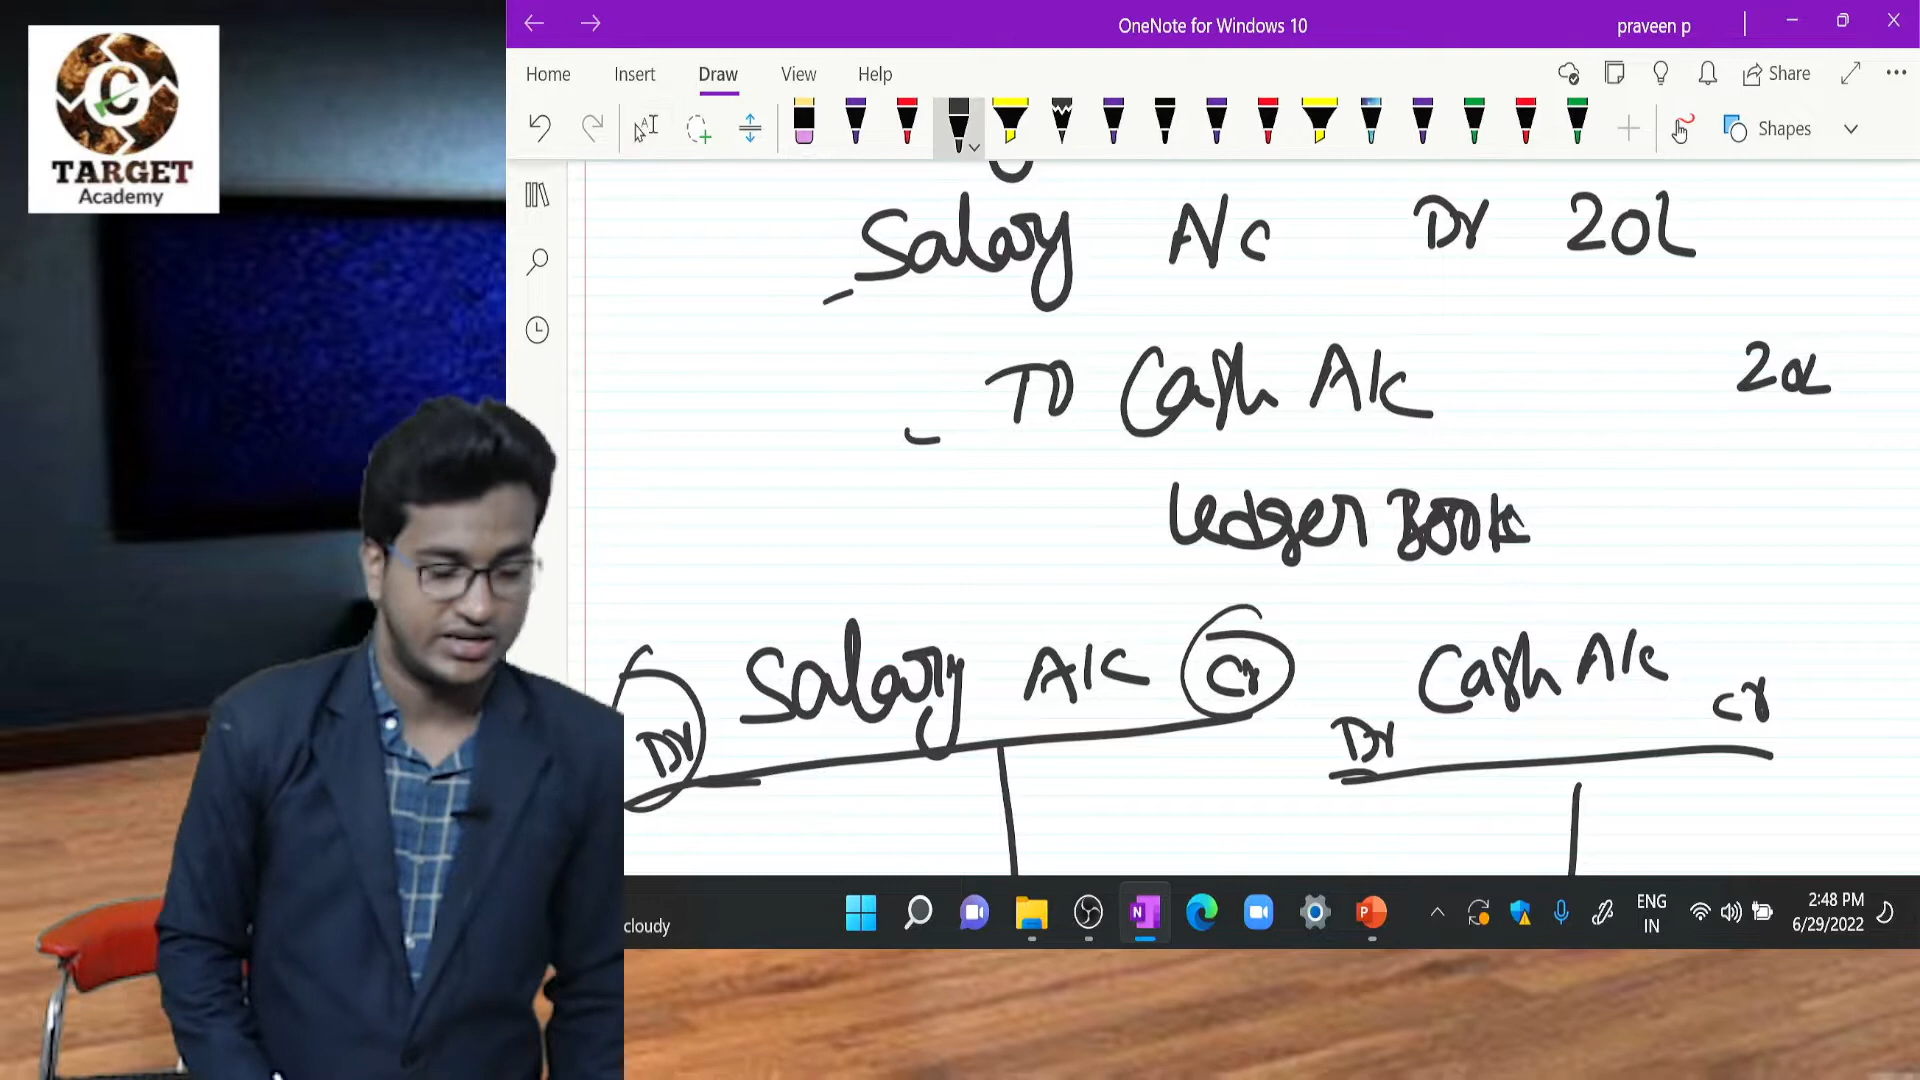 TARGET
Academy
OneNote for Windows 10
praveen p
Home Insert Draw View Help
Share
Shapes
Salary A/c Dr 20L
To Cash A/c 20L
Ledger Book
Dr Salary A/c Cr
Dr Cash A/c Cr
cloudy
ENG
IN
2:48 PM
6/29/2022